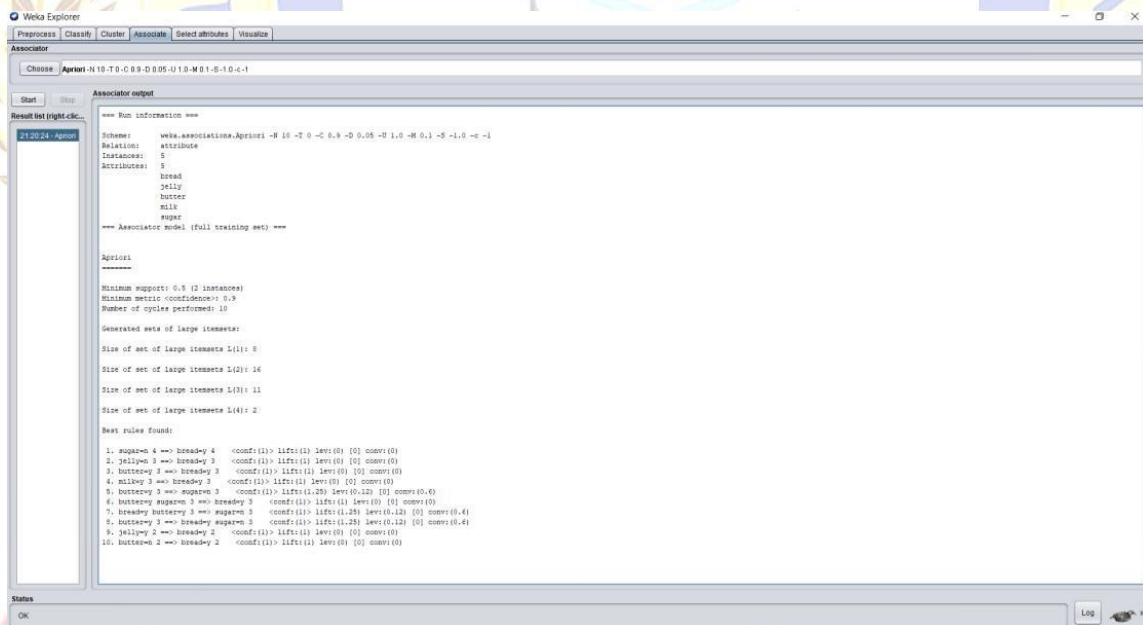 Weka Explorer
Preprocess Classify Cluster Associate Select attributes Visualize
Associator
Choose Apriori -N 10 -T 0 -C 0.9 -D 0.05 -U 1.0 -M 0.1 -S -1.0 -c -1
Start Stop
Result list (right-clic...
21:20:24 - Apriori
Associator output
=== Run information ===
Scheme: weka.associations.Apriori -N 10 -T 0 -C 0.9 -D 0.05 -U 1.0 -M 0.1 -S -1.0 -c -1
Relation: attribute
Instances: 5
Attributes: 5
bread
jelly
butter
milk
sugar
=== Associator model (full training set) ===
Apriori
=======
Minimum support: 0.5 (2 instances)
Minimum metric <confidence>: 0.9
Number of cycles performed: 10
Generated sets of large itemsets:
Size of set of large itemsets L(1): 8
Size of set of large itemsets L(2): 16
Size of set of large itemsets L(3): 11
Size of set of large itemsets L(4): 2
Best rules found:
1. sugar=n 4 ==> bread=y 4 <conf:(1)> lift:(1) lev:(0) [0] conv:(0)
2. jelly=n 3 ==> bread=y 3 <conf:(1)> lift:(1) lev:(0) [0] conv:(0)
3. butter=y 3 ==> bread=y 3 <conf:(1)> lift:(1) lev:(0) [0] conv:(0)
4. milk=y 3 ==> bread=y 3 <conf:(1)> lift:(1) lev:(0) [0] conv:(0)
5. butter=y 3 ==> sugar=n 3 <conf:(1)> lift:(1.25) lev:(0.12) [0] conv:(0.6)
6. butter=y sugar=n 3 ==> bread=y 3 <conf:(1)> lift:(1) lev:(0) [0] conv:(0)
7. bread=y butter=y 3 ==> sugar=n 3 <conf:(1)> lift:(1.25) lev:(0.12) [0] conv:(0.6)
8. butter=y 3 ==> bread=y sugar=n 3 <conf:(1)> lift:(1.25) lev:(0.12) [0] conv:(0.6)
9. jelly=y 2 ==> bread=y 2 <conf:(1)> lift:(1) lev:(0) [0] conv:(0)
10. butter=n 2 ==> bread=y 2 <conf:(1)> lift:(1) lev:(0) [0] conv:(0)
Status
OK
Log